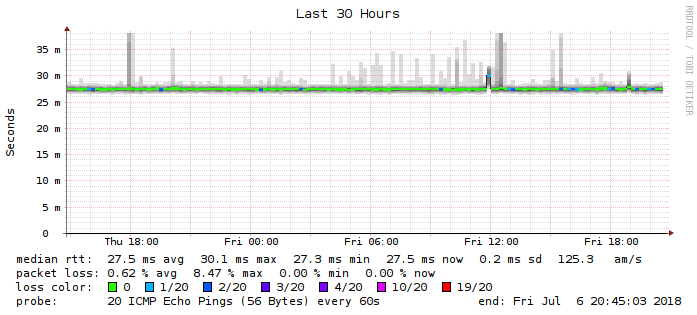 Last 30 Hours
RRDTOOL / TOBI OETIKER
Seconds
35 m
30 m
25 m
20 m
15 m
10 m
5 m
0
Thu 18:00 Fri 00:00 Fri 06:00 Fri 12:00 Fri 18:00
median rtt: 27.5 ms avg 30.1 ms max 27.3 ms min 27.5 ms now 0.2 ms sd 125.3 am/s
packet loss: 0.62 % avg 8.47 % max 0.00 % min 0.00 % now
loss color: 0 1/20 2/20 3/20 4/20 10/20 19/20
probe: 20 ICMP Echo Pings (56 Bytes) every 60s end: Fri Jul 6 20:45:03 2018